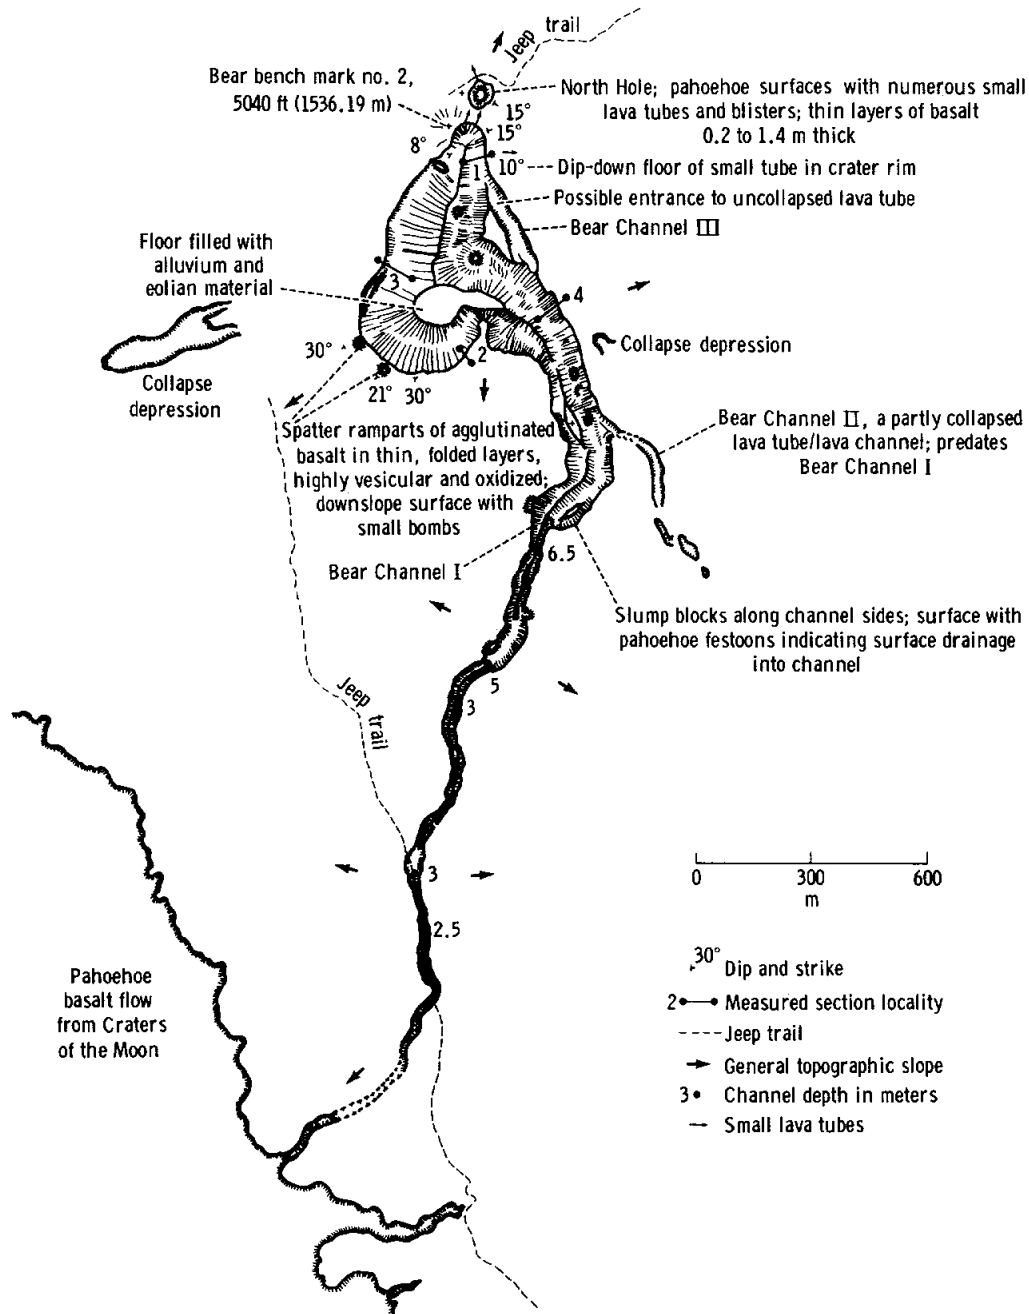 Jeep trail
Bear bench mark no. 2,
5040 ft (1536.19 m)
North Hole; pahoehoe surfaces with numerous small
lava tubes and blisters; thin layers of basalt
0.2 to 1.4 m thick
15°
15°
8°
1
10°
Dip-down floor of small tube in crater rim
Possible entrance to uncollapsed lava tube
Bear Channel III
Floor filled with
alluvium and
eolian material
3
4
Collapse depression
Collapse
depression
30°
2
21°
30°
Spatter ramparts of agglutinated
basalt in thin, folded layers,
highly vesicular and oxidized;
downslope surface with
small bombs
Bear Channel II, a partly collapsed
lava tube/lava channel; predates
Bear Channel I
Bear Channel I
6.5
Slump blocks along channel sides; surface with
pahoehoe festoons indicating surface drainage
into channel
5
3
Jeep trail
3
2.5
0 300 600
m
Pahoehoe
basalt flow
from Craters
of the Moon
30° Dip and strike
2 Measured section locality
Jeep trail
General topographic slope
3 Channel depth in meters
Small lava tubes